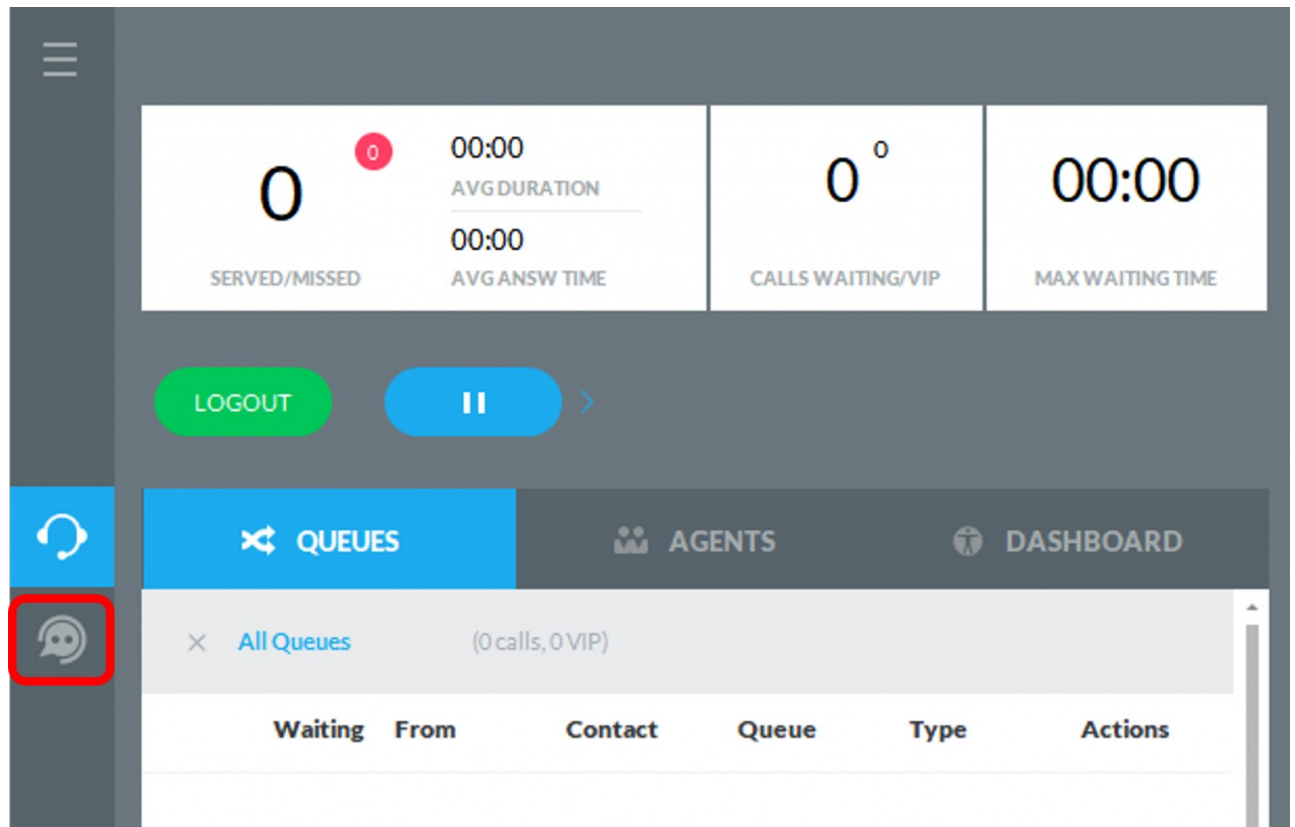 0 0
00:00
AVG DURATION
00:00
SERVED/MISSED AVG ANSW TIME
0 0
CALLS WAITING/VIP
00:00
MAX WAITING TIME
LOGOUT
QUEUES AGENTS DASHBOARD
× All Queues (0 calls, 0 VIP)
Waiting From Contact Queue Type Actions